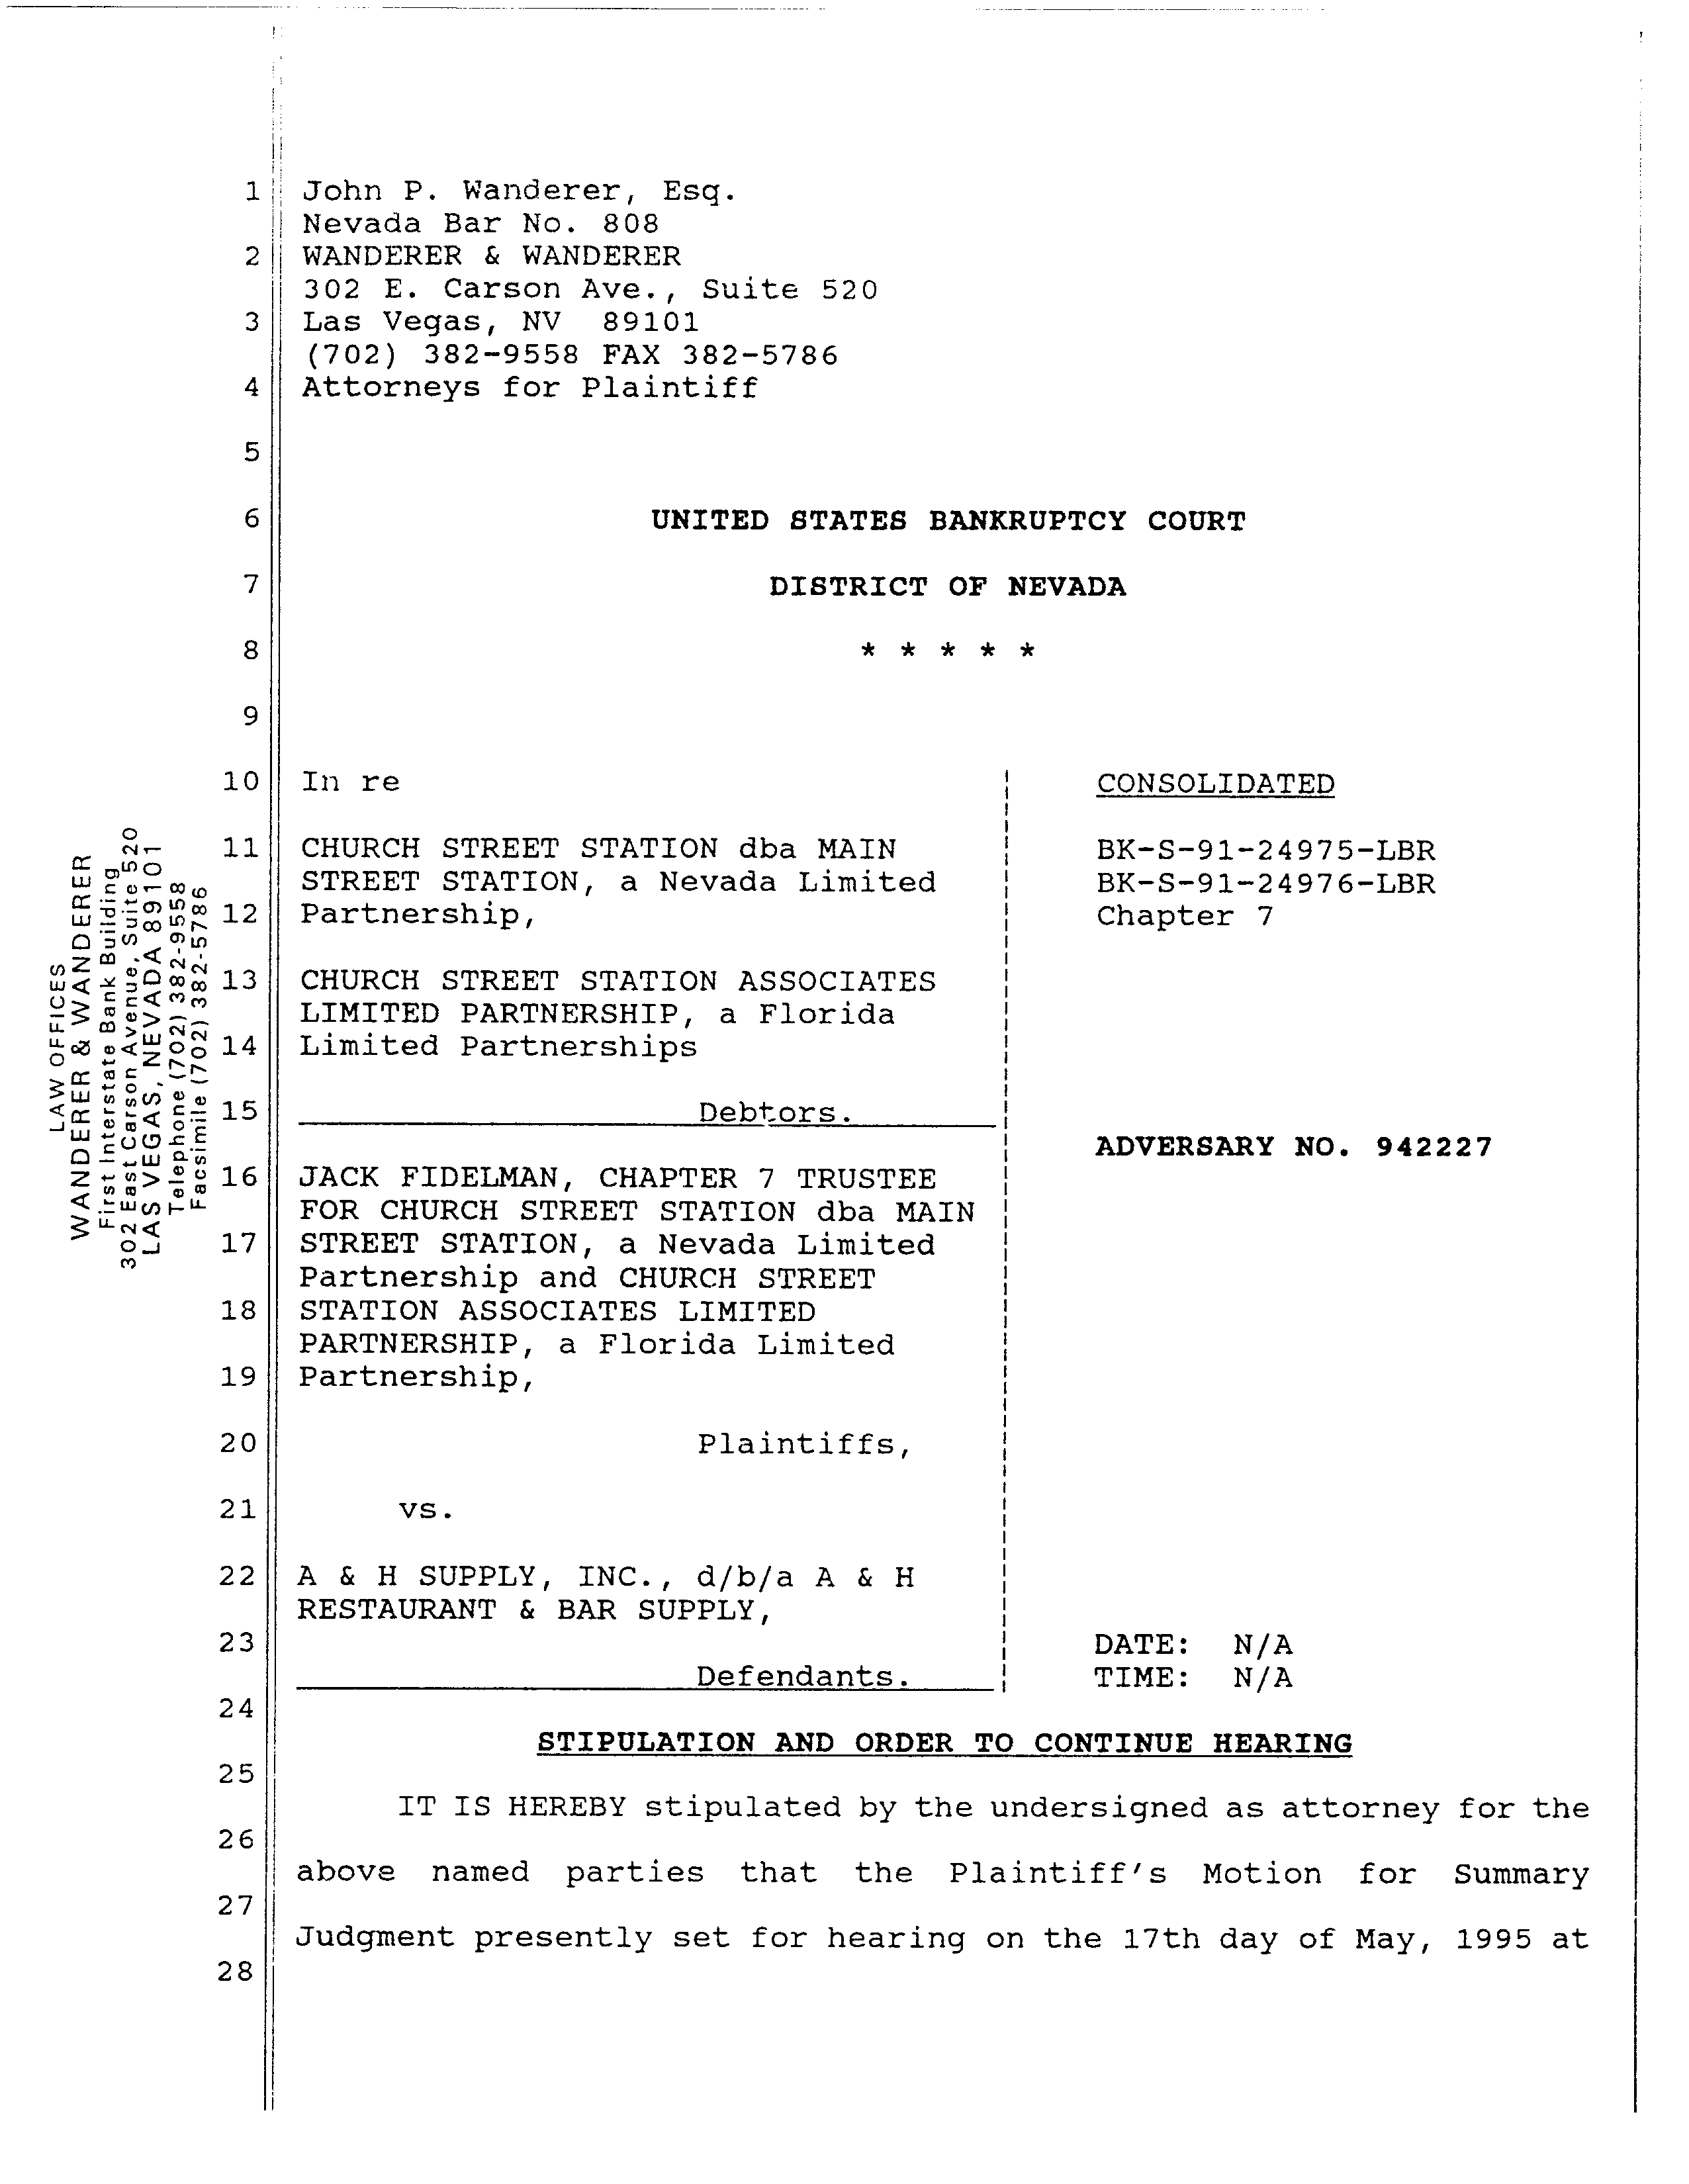 John P. Wanderer, Esq.
Nevada Bar No. 808
WANDERER & WANDERER
302 E. Carson Ave., Suite 520
Las Vegas, NV  89101
(702) 382-9558 FAX 382-5786
Attorneys for Plaintiff
1
2
3
4
5
6
7
8
9
10
11
12
13
14
15
16
17
18
19
20
21
22
23
24
25
26
27
28
LAW OFFICES
WANDERER & WANDERER
First Interstate Bank Building
302 East Carson Avenue, Suite 520
LAS VEGAS, NEVADA 89101
Telephone (702) 382-9558
Facsimile (702) 382-5786
UNITED STATES BANKRUPTCY COURT
DISTRICT OF NEVADA
* * * * *
In re
CHURCH STREET STATION dba MAIN
STREET STATION, a Nevada Limited
Partnership,
CHURCH STREET STATION ASSOCIATES
LIMITED PARTNERSHIP, a Florida
Limited Partnerships
Debtors.
JACK FIDELMAN, CHAPTER 7 TRUSTEE
FOR CHURCH STREET STATION dba MAIN
STREET STATION, a Nevada Limited
Partnership and CHURCH STREET
STATION ASSOCIATES LIMITED
PARTNERSHIP, a Florida Limited
Partnership,
Plaintiffs,
vs.
A & H SUPPLY, INC., d/b/a A & H
RESTAURANT & BAR SUPPLY,
Defendants.
CONSOLIDATED
BK-S-91-24975-LBR
BK-S-91-24976-LBR
Chapter 7
ADVERSARY NO. 942227
DATE:  N/A
TIME:  N/A
STIPULATION AND ORDER TO CONTINUE HEARING
IT IS HEREBY stipulated by the undersigned as attorney for the
above named parties that the Plaintiff's Motion for Summary
Judgment presently set for hearing on the 17th day of May, 1995 at